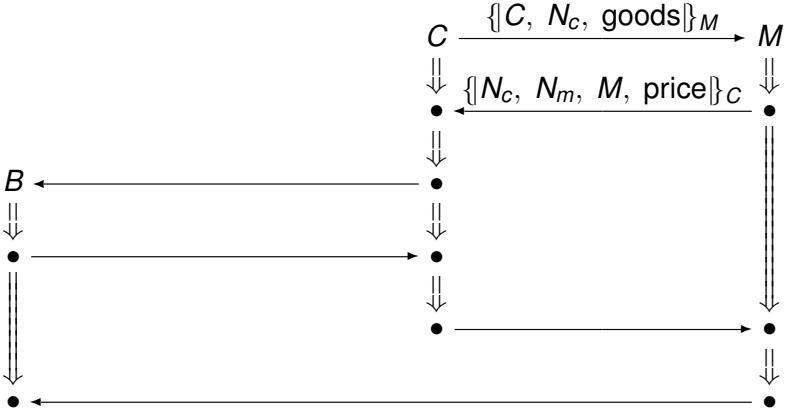 {|C, N_c, goods|}_M
C M
{|N_c, N_m, M, price|}_C
B